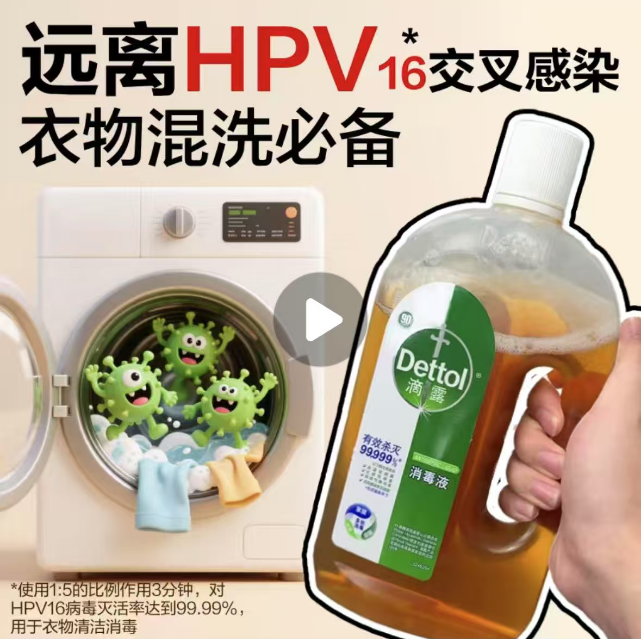 远离HPV16*交叉感染
衣物混洗必备
Dettol
滴露
有效杀灭
99.999%*
消毒液
*使用1:5的比例作用3分钟，对
HPV16病毒灭活率达到99.99%，
用于衣物清洁消毒